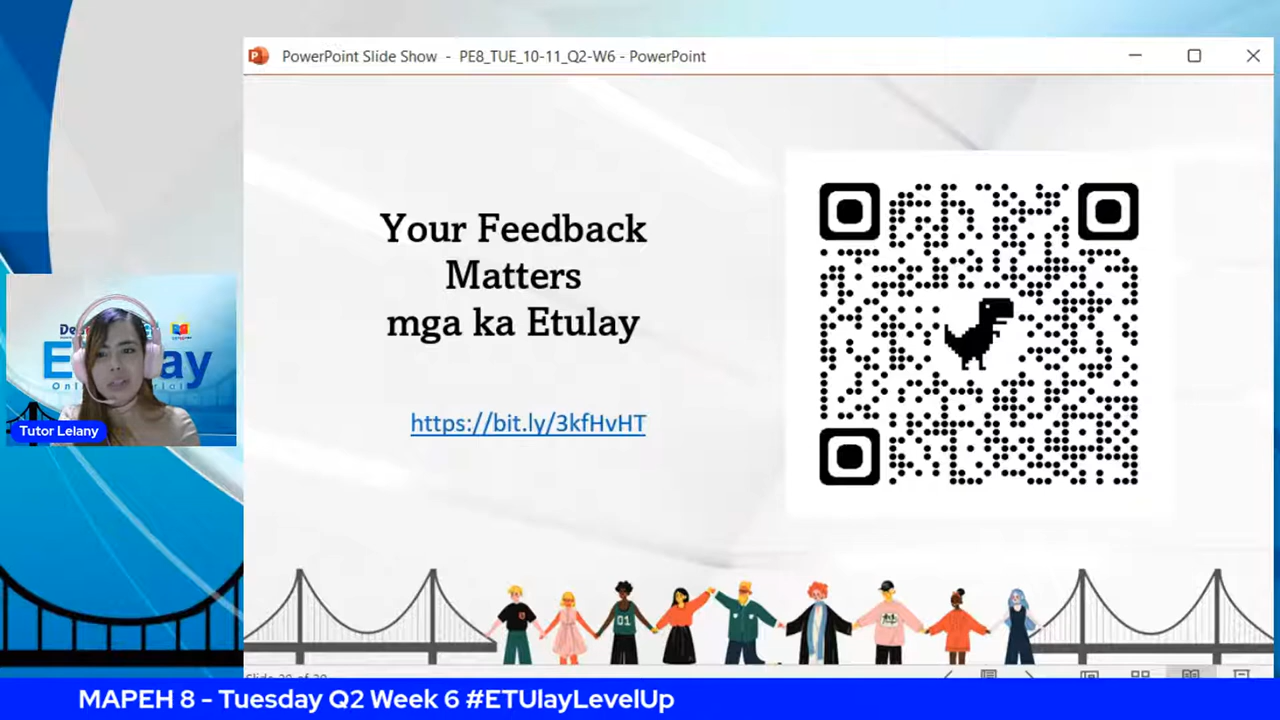 PowerPoint Slide Show - PE8_TUE_10-11_Q2-W6 - PowerPoint
Your Feedback
Matters
mga ka Etulay
https://bit.ly/3kfHvHT
01
Tutor Lelany
MAPEH 8 - Tuesday Q2 Week 6 #ETUlayLevelUp